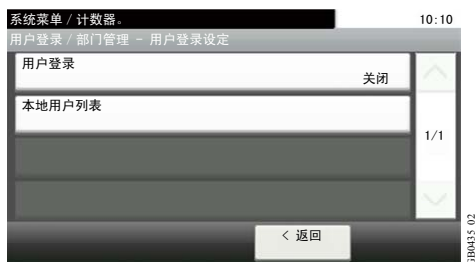 系统菜单 / 计数器。
10:10
用户登录 / 部门管理 － 用户登录设定
用户登录
关闭
本地用户列表
1/1
< 返回
GB0435_02